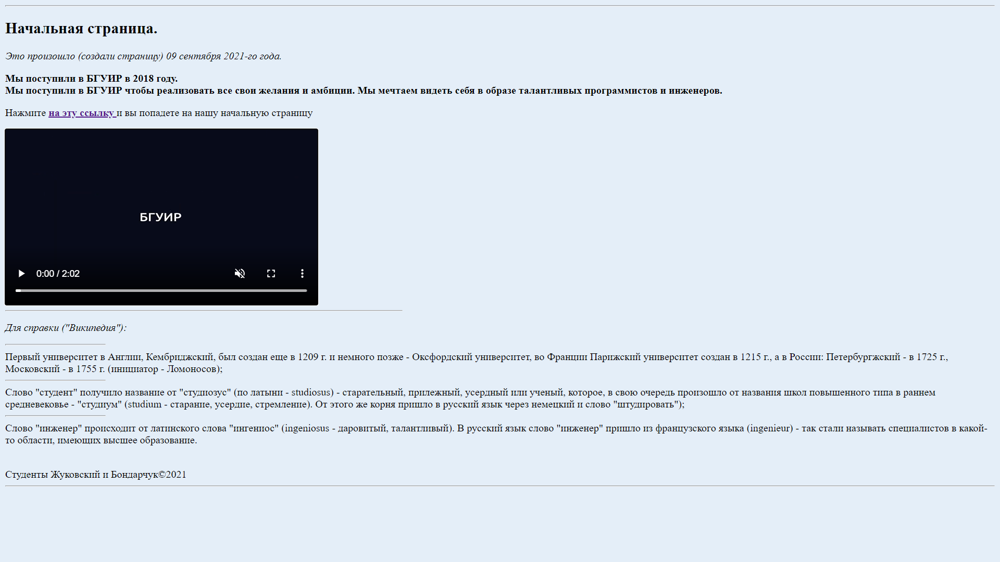 Начальная страница.
Это произошло (создали страницу) 09 сентября 2021-го года.
Мы поступили в БГУИР в 2018 году.
Мы поступили в БГУИР чтобы реализовать все свои желания и амбиции. Мы мечтаем видеть себя в образе талантливых программистов и инженеров.
Нажмите на эту ссылку и вы попадете на нашу начальную страницу
БГУИР
0:00 / 2:02
Для справки ("Википедия"):
Первый университет в Англии, Кембриджский, был создан еще в 1209 г. и немного позже - Оксфордский университет, во Франции Парижский университет создан в 1215 г., а в России: Петербургжский - в 1725 г.,
Московский - в 1755 г. (инициатор - Ломоносов);
Слово "студент" получило название от "студиозус" (по латыни - studiosus) - старательный, прилежный, усердный или ученый, которое, в свою очередь произошло от названия школ повышенного типа в раннем
средневековье - "студиум" (studium - старание, усердие, стремление). От этого же корня пришло в русский язык через немецкий и слово "штудировать");
Слово "инженер" происходит от латинского слова "ингениос" (ingeniosus - даровитый, талантливый). В русский язык слово "инженер" пришло из французского языка (ingenieur) - так стали называть специалистов в какой-
то области, имеющих высшее образование.
Студенты Жуковский и Бондарчук©2021